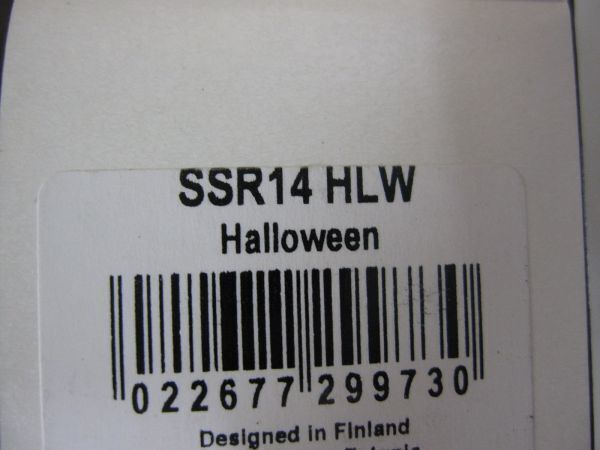 SSR14 HLW
Halloween
022677 299730
Designed in Finland